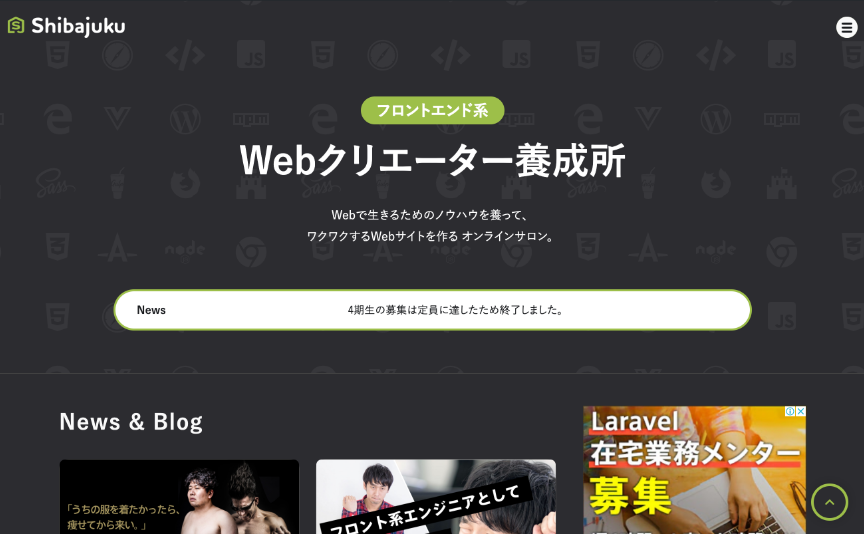 Shibajuku
フロントエンド系
Webクリエーター養成所
Webで生きるためのノウハウを養って、
ワクワクするWebサイトを作る オンラインサロン。
News
4期生の募集は定員に達したため終了しました。
News & Blog
「うちの服を着たかったら、
痩せてから来い。」
フロント系エンジニアとして
Laravel
在宅業務メンター
募集